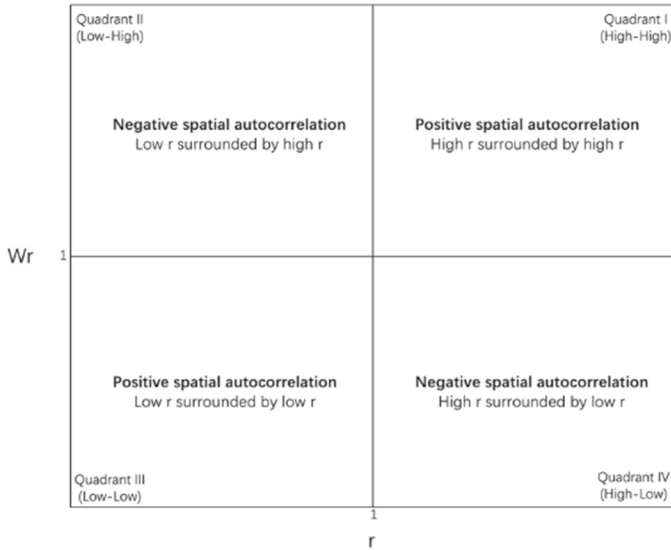 Quadrant II
(Low-High)
Quadrant I
(High-High)
Negative spatial autocorrelation
Low r surrounded by high r
Positive spatial autocorrelation
High r surrounded by high r
Wr
1
Positive spatial autocorrelation
Low r surrounded by low r
Negative spatial autocorrelation
High r surrounded by low r
Quadrant III
(Low-Low)
Quadrant IV
(High-Low)
1
r